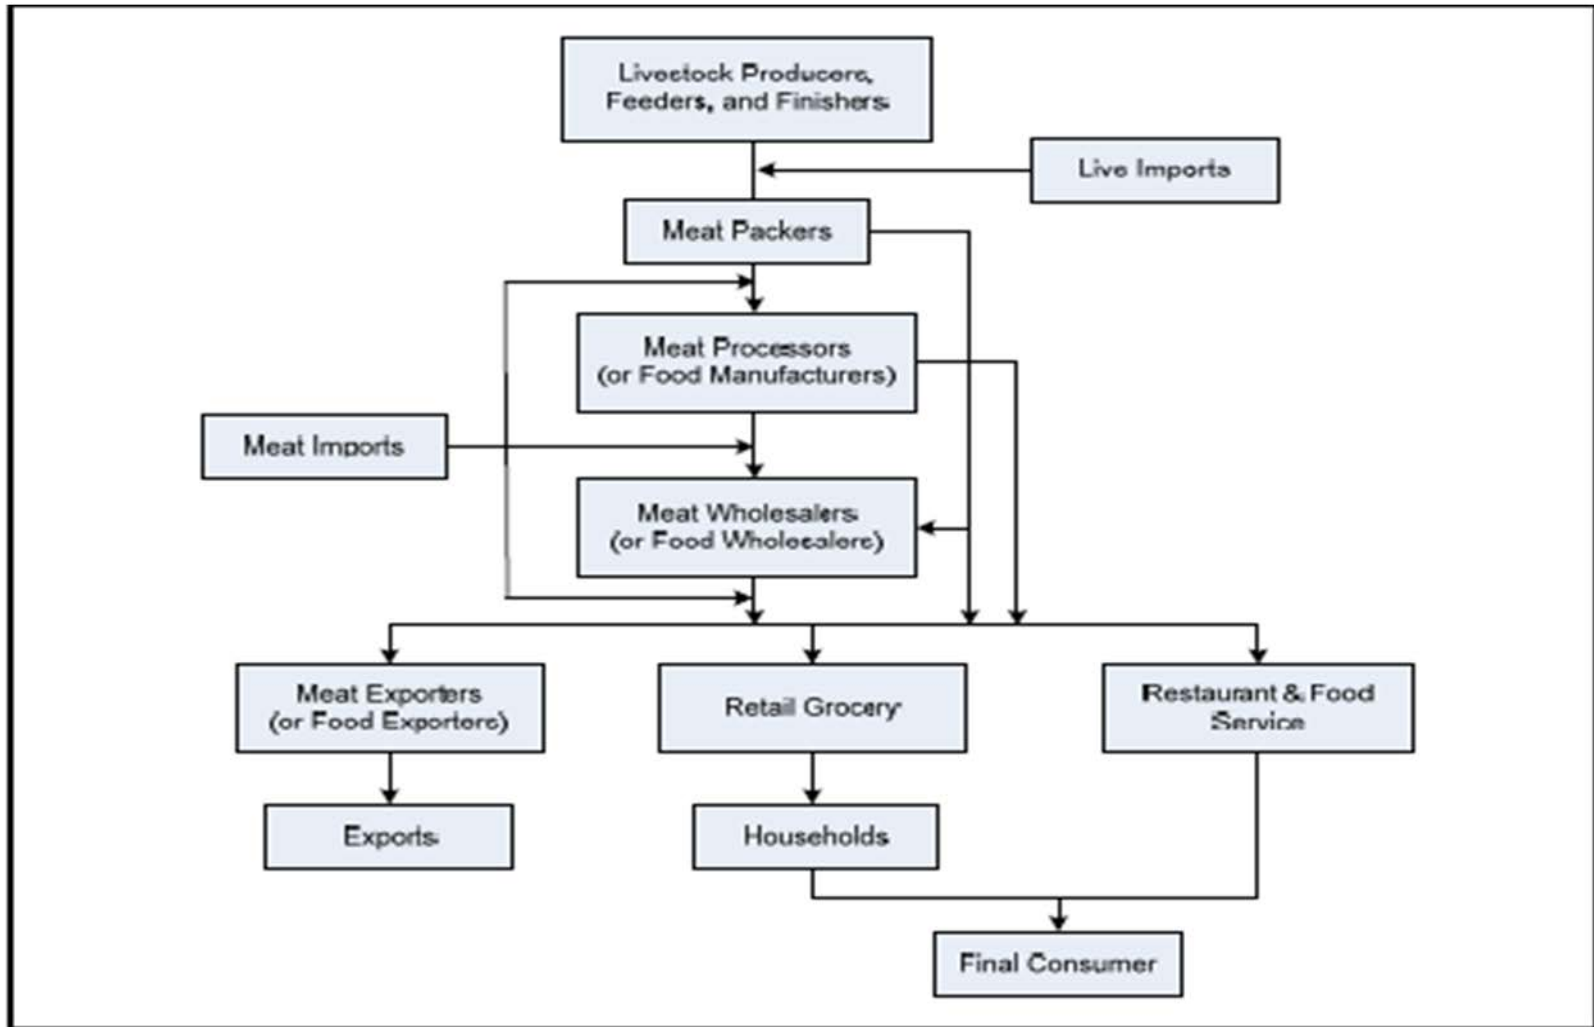 Livestock Producers,
Feeders, and Finishers
Live Imports
Meat Packers
Meat Processors
(or Food Manufacturers)
Meat Imports
Meat Wholesalers
(or Food Wholesalers)
Meat Exporters
(or Food Exporters)
Retail Grocery
Restaurant & Food
Service
Exports
Households
Final Consumer